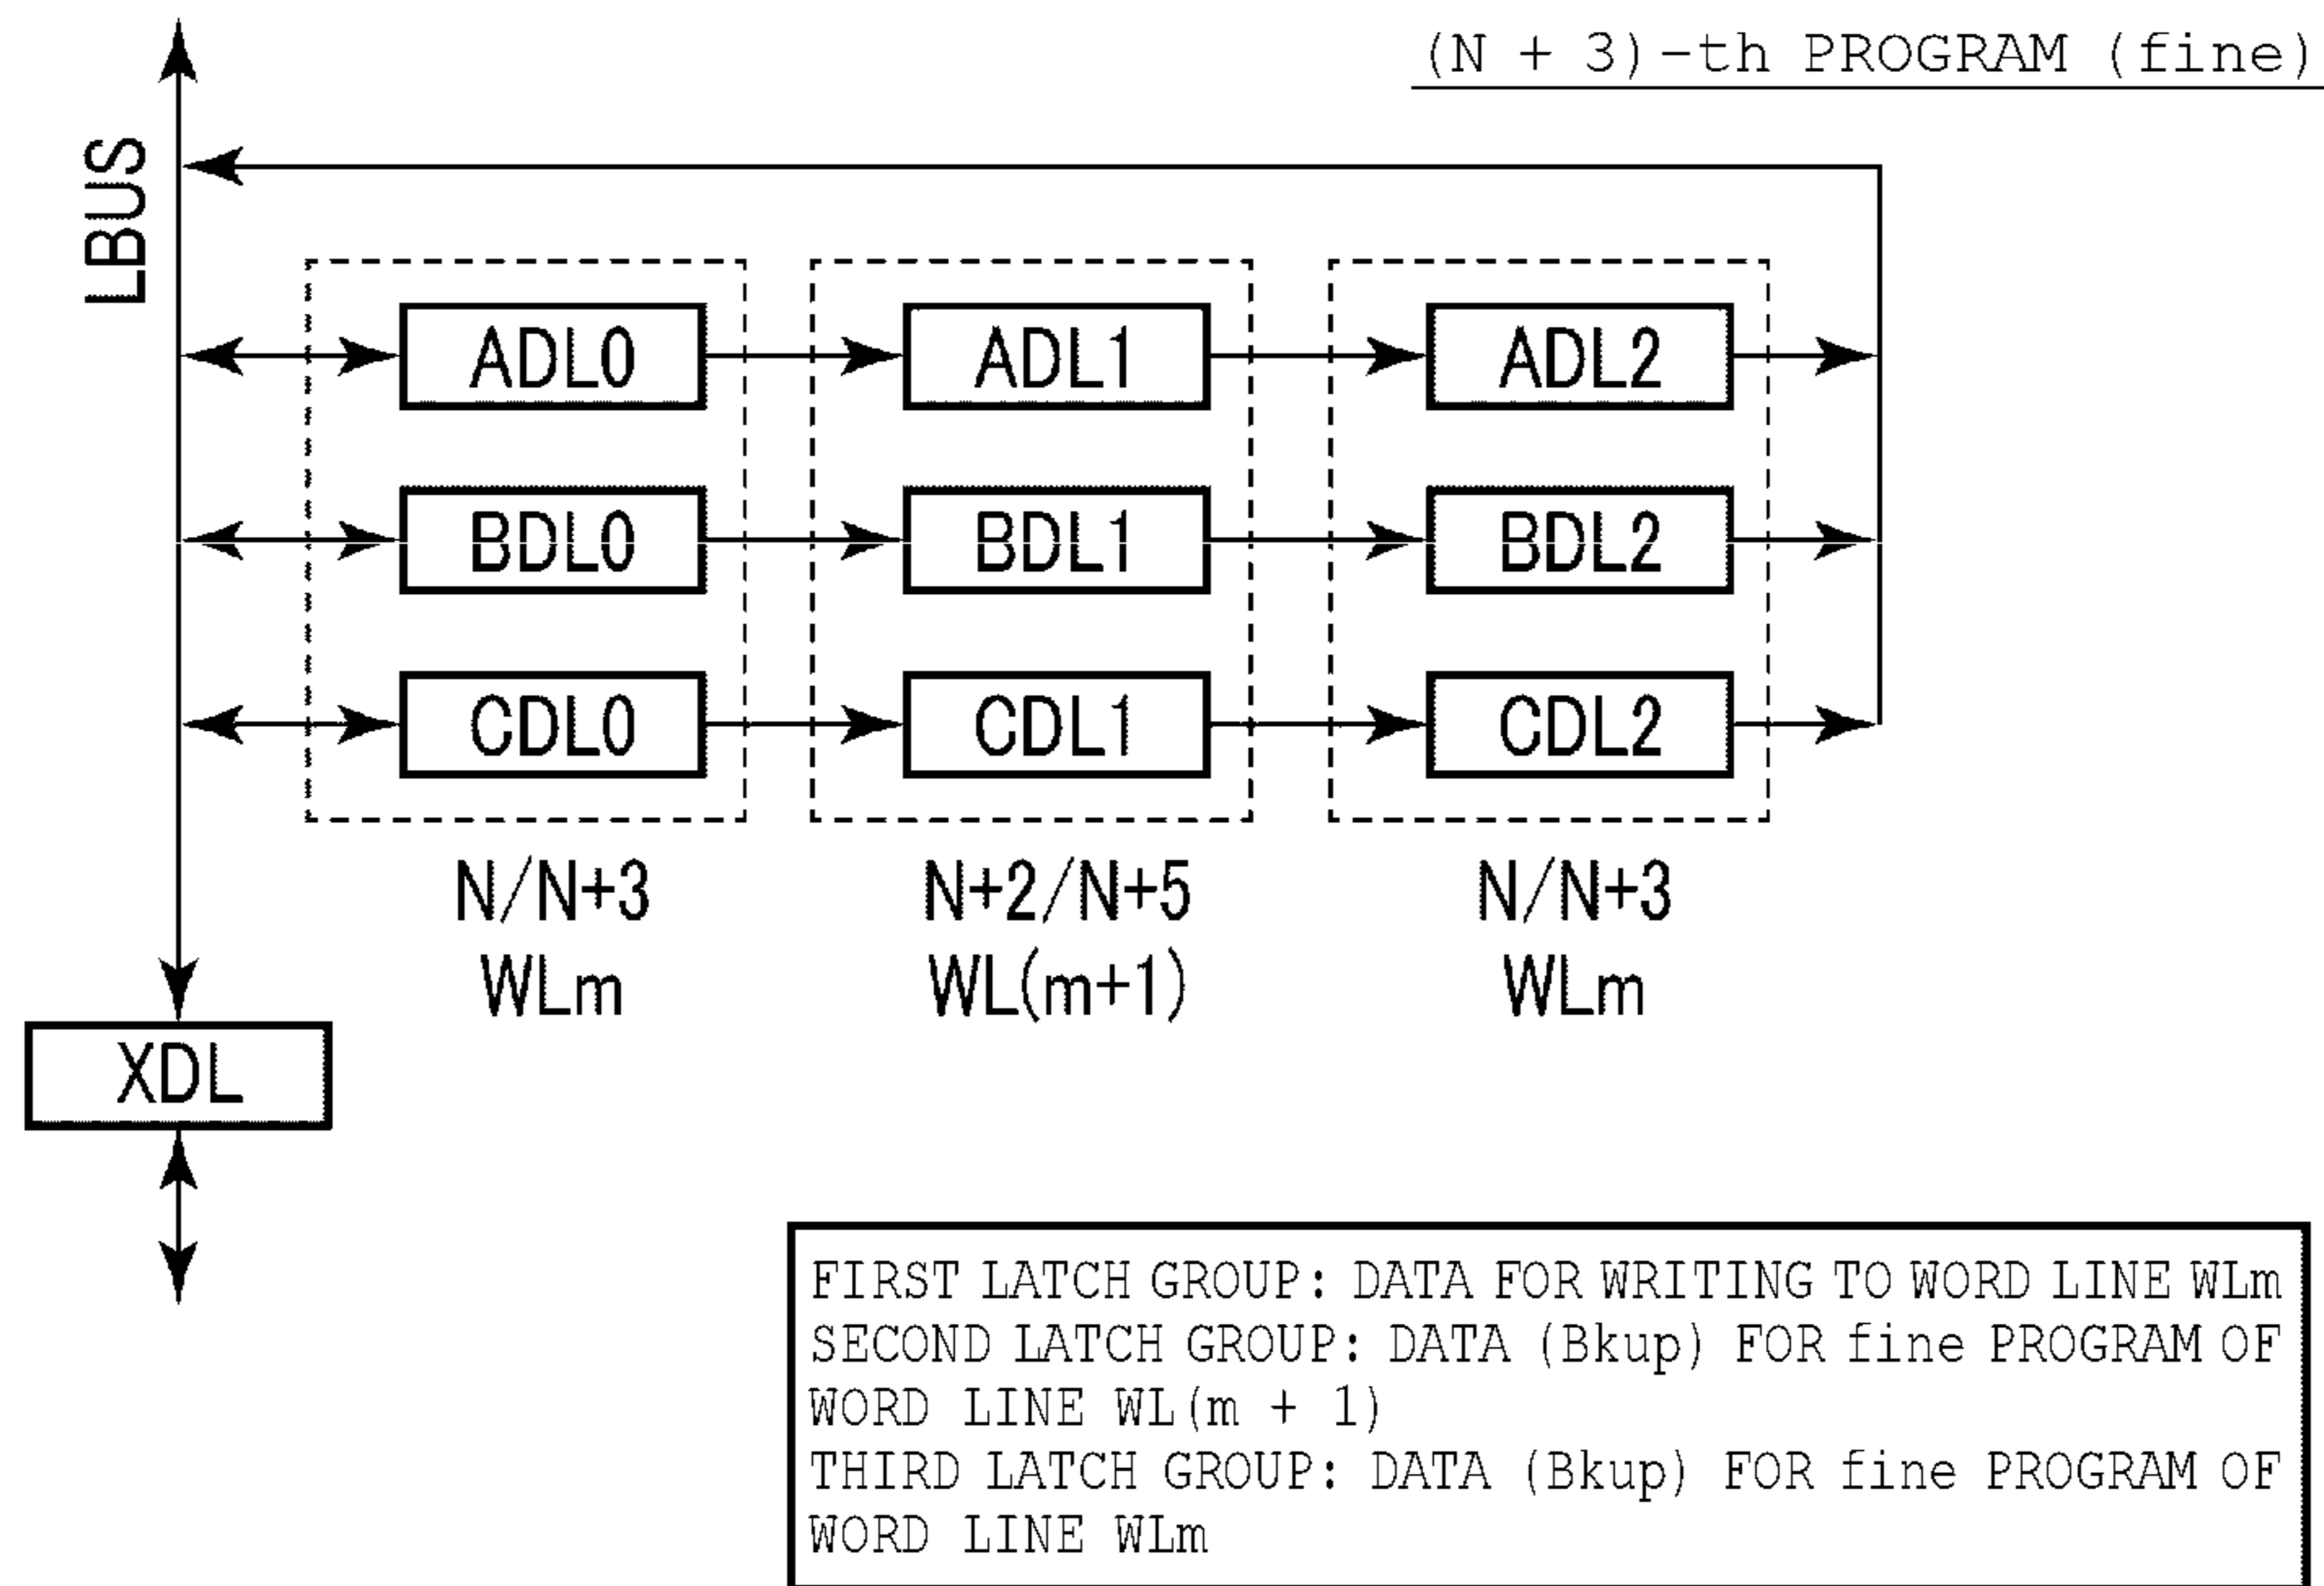 (N + 3)-th PROGRAM (fine)
LBUS
ADL0 ADL1 ADL2
BDL0 BDL1 BDL2
CDL0 CDL1 CDL2
N/N+3 N+2/N+5 N/N+3
WLm WL(m+1) WLm
XDL
FIRST LATCH GROUP: DATA FOR WRITING TO WORD LINE WLm
SECOND LATCH GROUP: DATA (Bkup) FOR fine PROGRAM OF
WORD LINE WL(m + 1)
THIRD LATCH GROUP: DATA (Bkup) FOR fine PROGRAM OF
WORD LINE WLm